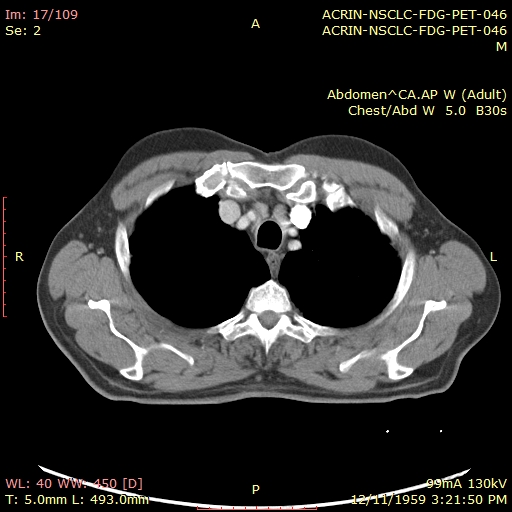 Im: 17/109
Se: 2
A
ACRIN-NSCLC-FDG-PET-046
ACRIN-NSCLC-FDG-PET-046
M
Abdomen^CA.AP W (Adult)
Chest/Abd W 5.0 B30s
R
L
WL: 40 WW: 450 [D]
T: 5.0mm L: 493.0mm
P
99mA 130kV
12/11/1959 3:21:50 PM